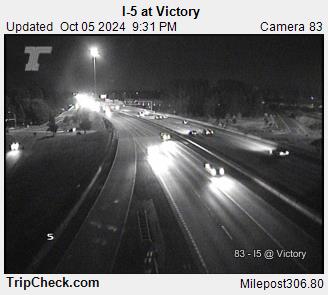 I-5 at Victory
Updated Oct 05 2024 9:31 PM Camera 83
T
S
83 - I5 @ Victory
TripCheck.com Milepost306.80